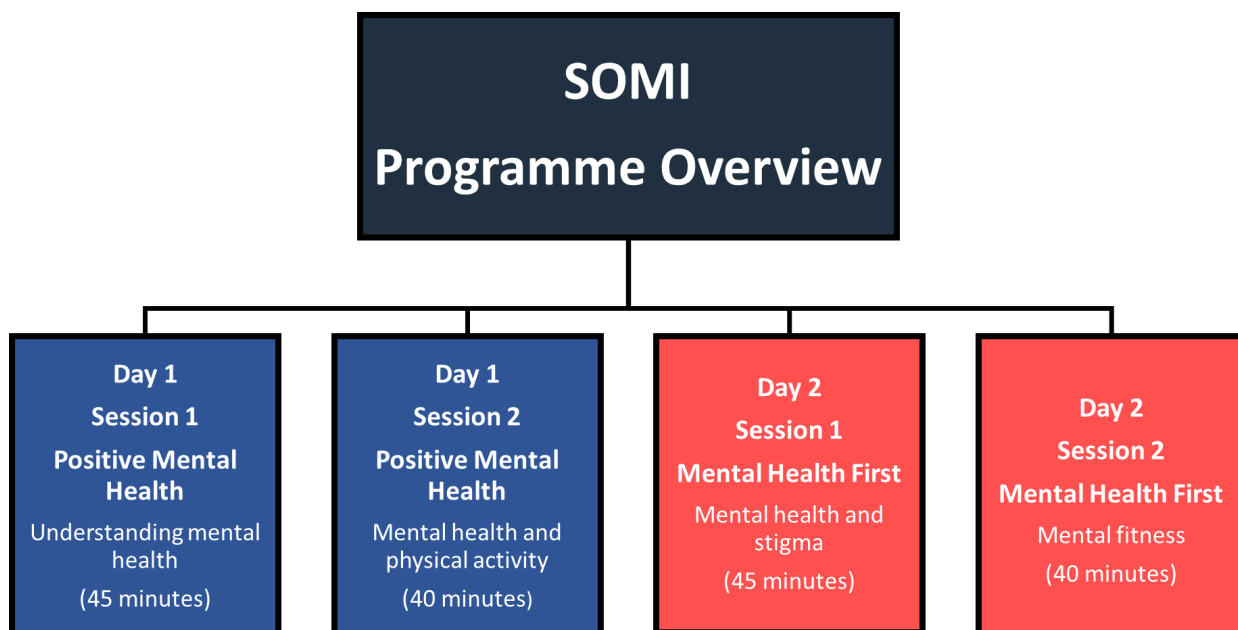 SOMI
Programme Overview
Day 1
Session 1
Positive Mental
Health
Understanding mental
health
(45 minutes)
Day 1
Session 2
Positive Mental
Health
Mental health and
physical activity
(40 minutes)
Day 2
Session 1
Mental Health First
Mental health and
stigma
(45 minutes)
Day 2
Session 2
Mental Health First
Mental fitness
(40 minutes)